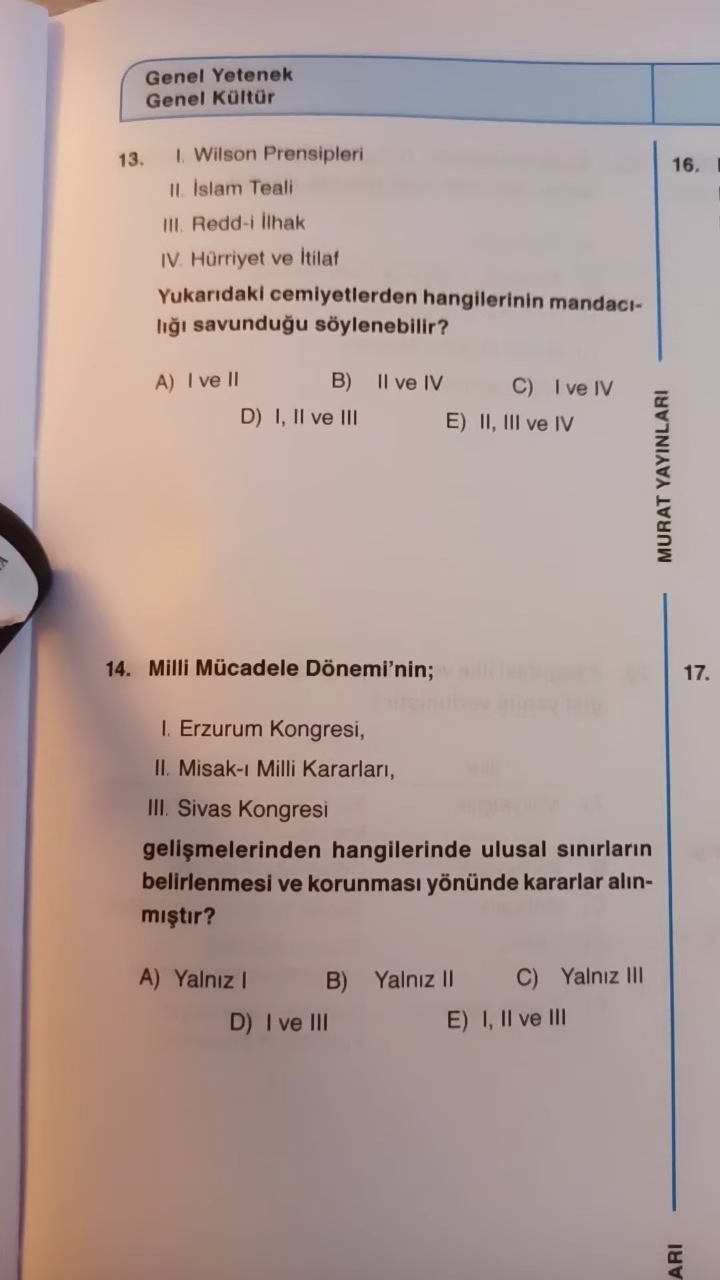 Genel Yetenek
Genel Kültür
13. I. Wilson Prensipleri
II. İslam Teali
III. Redd-i İlhak
IV. Hürriyet ve İtilaf
Yukarıdaki cemiyetlerden hangilerinin mandacı-
lığı savunduğu söylenebilir?
A) I ve II B) II ve IV C) I ve IV
D) I, II ve III E) II, III ve IV
14. Milli Mücadele Dönemi'nin;
I. Erzurum Kongresi,
II. Misak-ı Milli Kararları,
III. Sivas Kongresi
gelişmelerinden hangilerinde ulusal sınırların
belirlenmesi ve korunması yönünde kararlar alın-
mıştır?
A) Yalnız I B) Yalnız II C) Yalnız III
D) I ve III E) I, II ve III
MURAT YAYINLARI
16.
17.
ARI